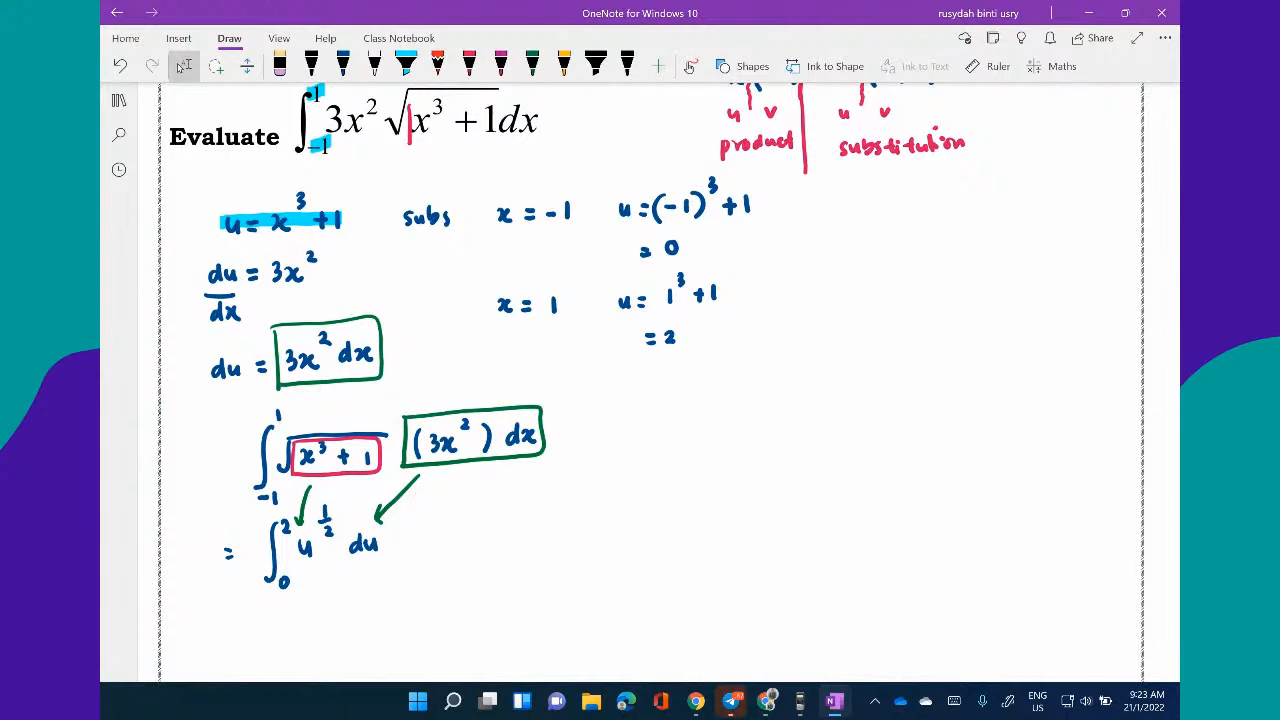 OneNote for Windows 10
rusydah binti usry
Home Insert Draw View Help Class Notebook Share
Shapes Ink to Shape Ink to Text Ruler Maths
Evaluate ∫₋₁¹ 3x² √(x³ + 1) dx
u v u v
product substitution
u = x³ + 1 subs x = -1 u = (-1)³ + 1
= 0
du/dx = 3x²
x = 1 u = 1³ + 1
= 2
du = 3x² dx
∫₋₁¹ √(x³ + 1) (3x²) dx
= ∫₀² u^(1/2) du
ENG
US
9:23 AM
21/1/2022